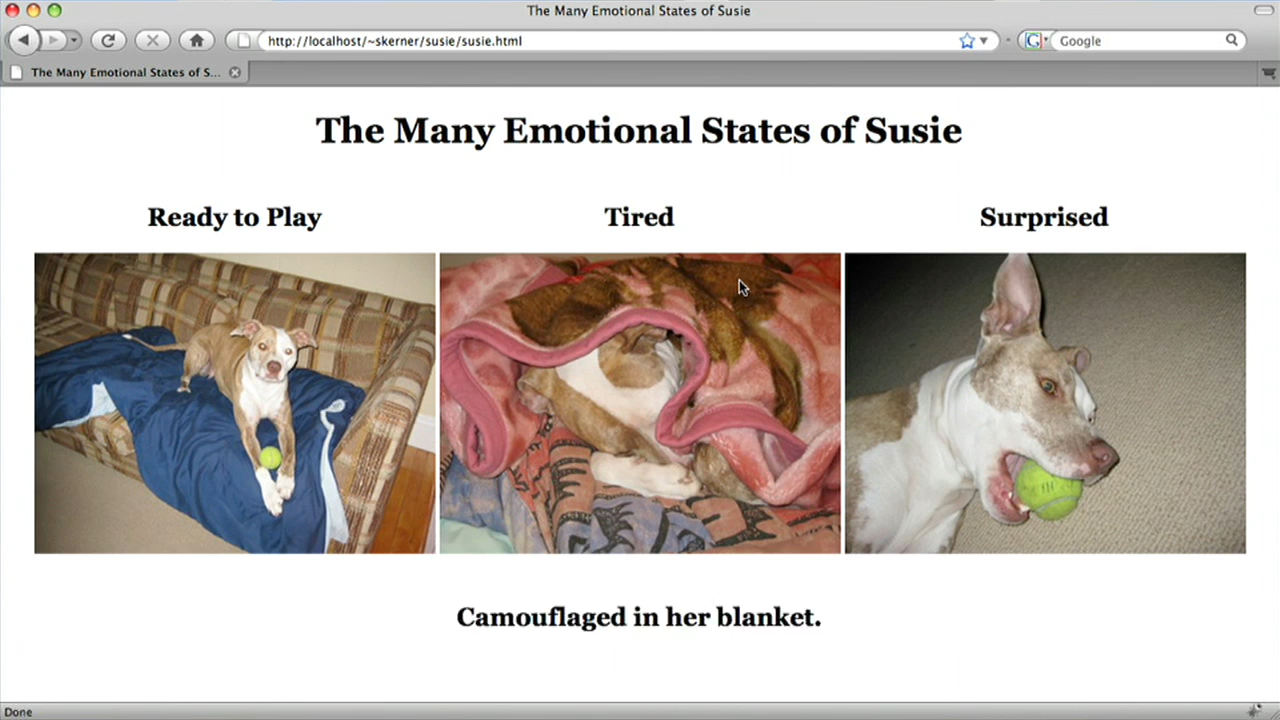 The Many Emotional States of Susie
http://localhost/~skerner/susie/susie.html
Google
The Many Emotional States of S...
The Many Emotional States of Susie
Ready to Play
Tired
Surprised
Camouflaged in her blanket.
Done